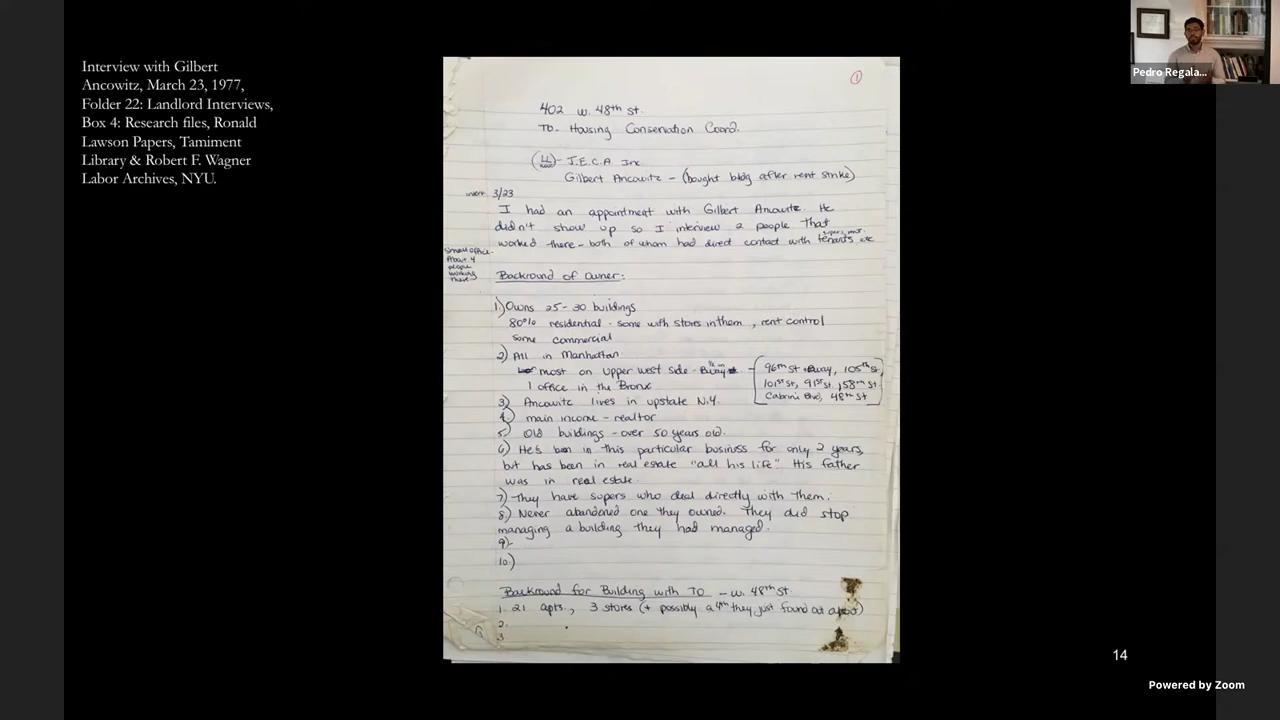 Interview with Gilbert
Ancowitz, March 23, 1977,
Folder 22: Landlord Interviews,
Box 4: Research files, Ronald
Lawson Papers, Tamiment
Library & Robert F. Wagner
Labor Archives, NYU.
Pedro Regala...
1
402 w. 48th st.
TO- Housing Conservation Coord.
(LL) - J.E.C.A Inc
Gilbert Ancowitz - (bought bldg after rent strike)
3/23
I had an appointment with Gilbert Ancowitz. He
didn't show up so I interview 2 people that
worked there - both of whom had direct contact with tenants etc
Small office.
About 4
people
working
there
Backround of owner:
1.) Owns 25-30 buildings
80% residential - some with stores in them, rent control
some commercial
2) All in Manhattan
most on upper west side - Bway
96th St + Bway, 105th St,
101st St, 91st St, 158th St.
Cabrini Blvd, 48th St
1 office in the Bronx
3) Ancowitz lives in upstate N.Y.
4) main income - realtor
5) Old buildings - over 50 years old.
6) He's been in this particular business for only 2 years,
but has been in real estate "all his life." His father
was in real estate.
7) They have supers who deal directly with them.
8.) Never abandoned one they owned. They did stop
managing a building they had managed.
9)-
10.)
Backround for Building with TO - w. 48th st.
1. 21 apts., 3 stores (+ possibly a 4th they just found out about)
2.
3
14
Powered by Zoom